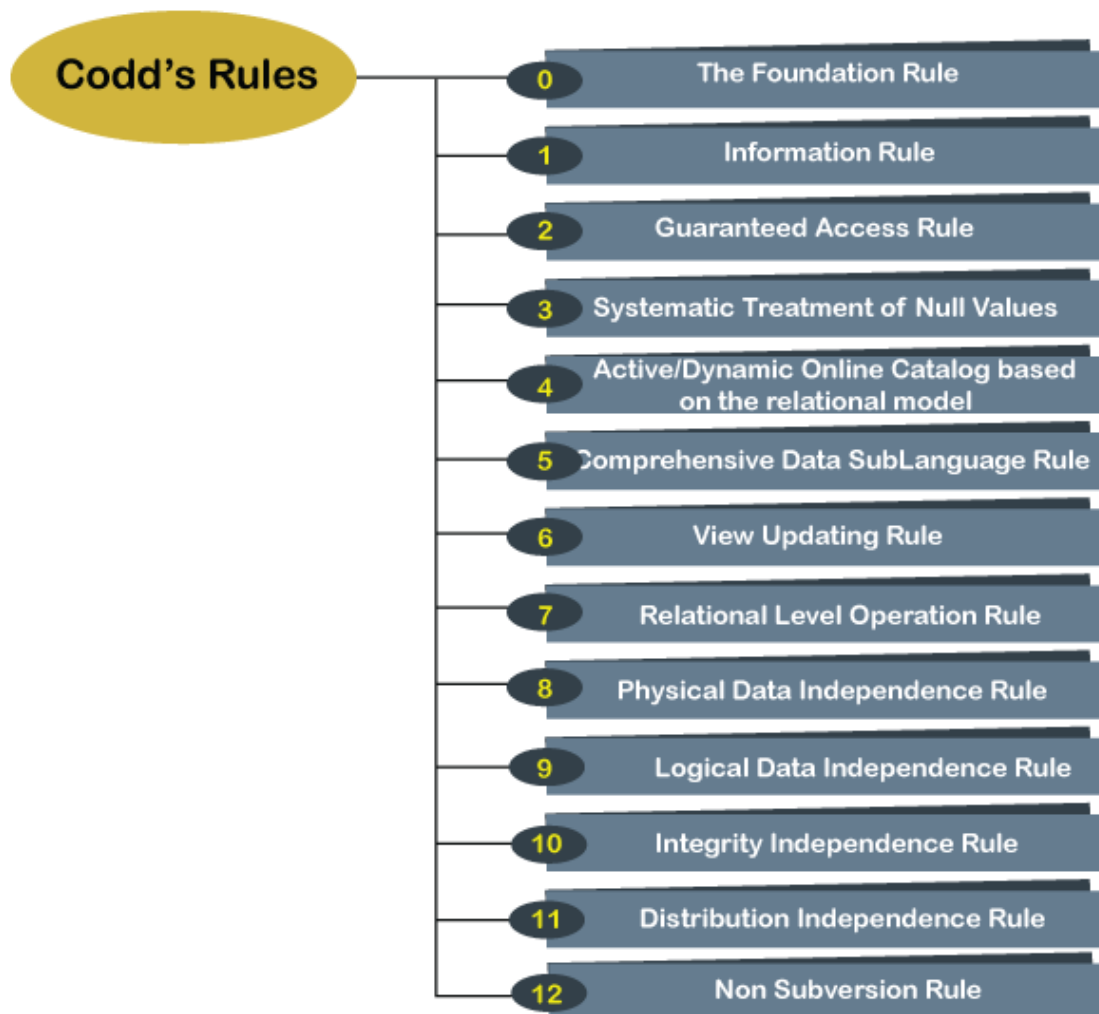 Codd's Rules
0
The Foundation Rule
1
Information Rule
2
Guaranteed Access Rule
3
Systematic Treatment of Null Values
4
Active/Dynamic Online Catalog based
on the relational model
5
Comprehensive Data SubLanguage Rule
6
View Updating Rule
7
Relational Level Operation Rule
8
Physical Data Independence Rule
9
Logical Data Independence Rule
10
Integrity Independence Rule
11
Distribution Independence Rule
12
Non Subversion Rule